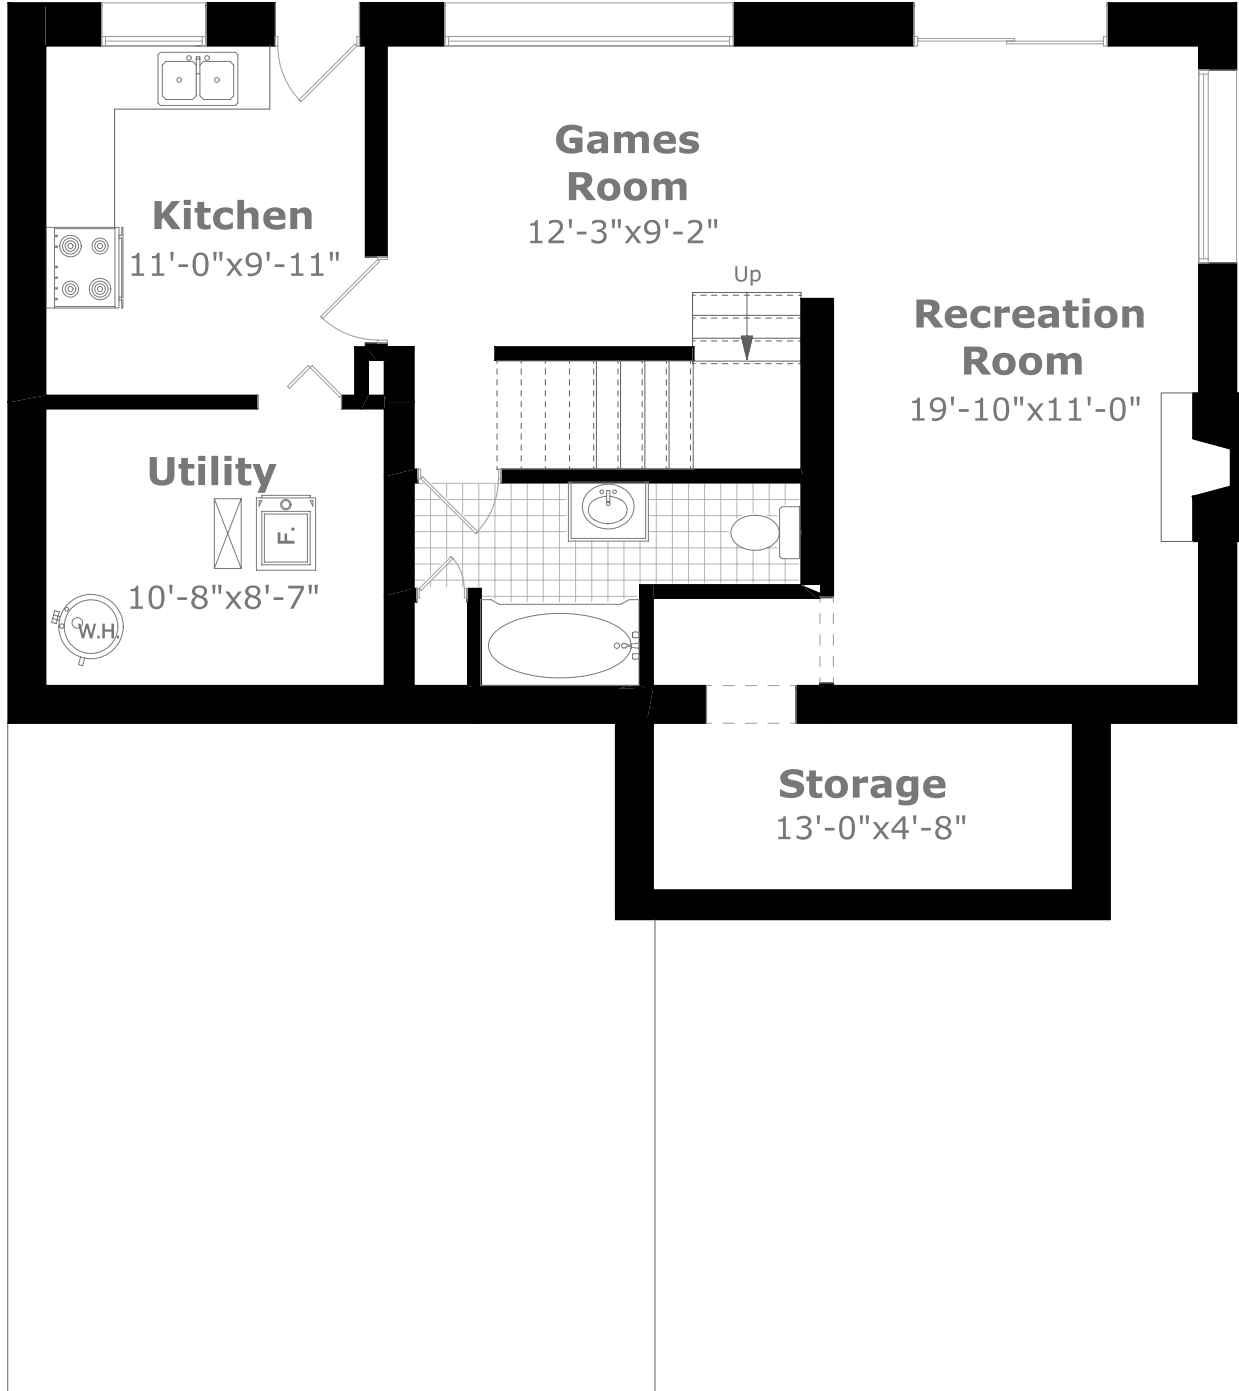 Games
Room
12'-3"x9'-2"
Kitchen
11'-0"x9'-11"
Up
Recreation
Room
19'-10"x11'-0"
Utility
F.
10'-8"x8'-7"
W.H.
Storage
13'-0"x4'-8"